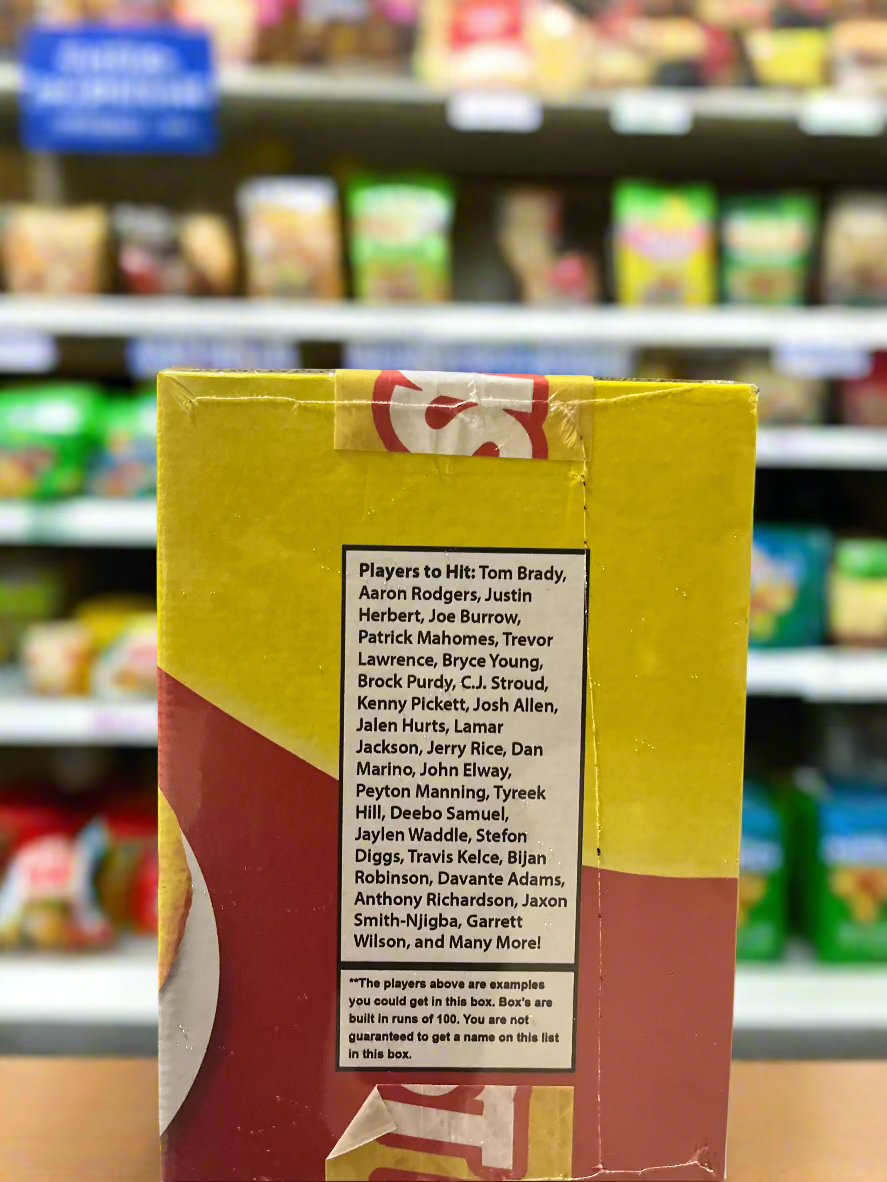 Players to Hit: Tom Brady,
Aaron Rodgers, Justin
Herbert, Joe Burrow,
Patrick Mahomes, Trevor
Lawrence, Bryce Young,
Brock Purdy, C.J. Stroud,
Kenny Pickett, Josh Allen,
Jalen Hurts, Lamar
Jackson, Jerry Rice, Dan
Marino, John Elway,
Peyton Manning, Tyreek
Hill, Deebo Samuel,
Jaylen Waddle, Stefon
Diggs, Travis Kelce, Bijan
Robinson, Davante Adams,
Anthony Richardson, Jaxon
Smith-Njigba, Garrett
Wilson, and Many More!
**The players above are examples
you could get in this box. Box's are
built in runs of 100. You are not
guaranteed to get a name on this list
in this box.